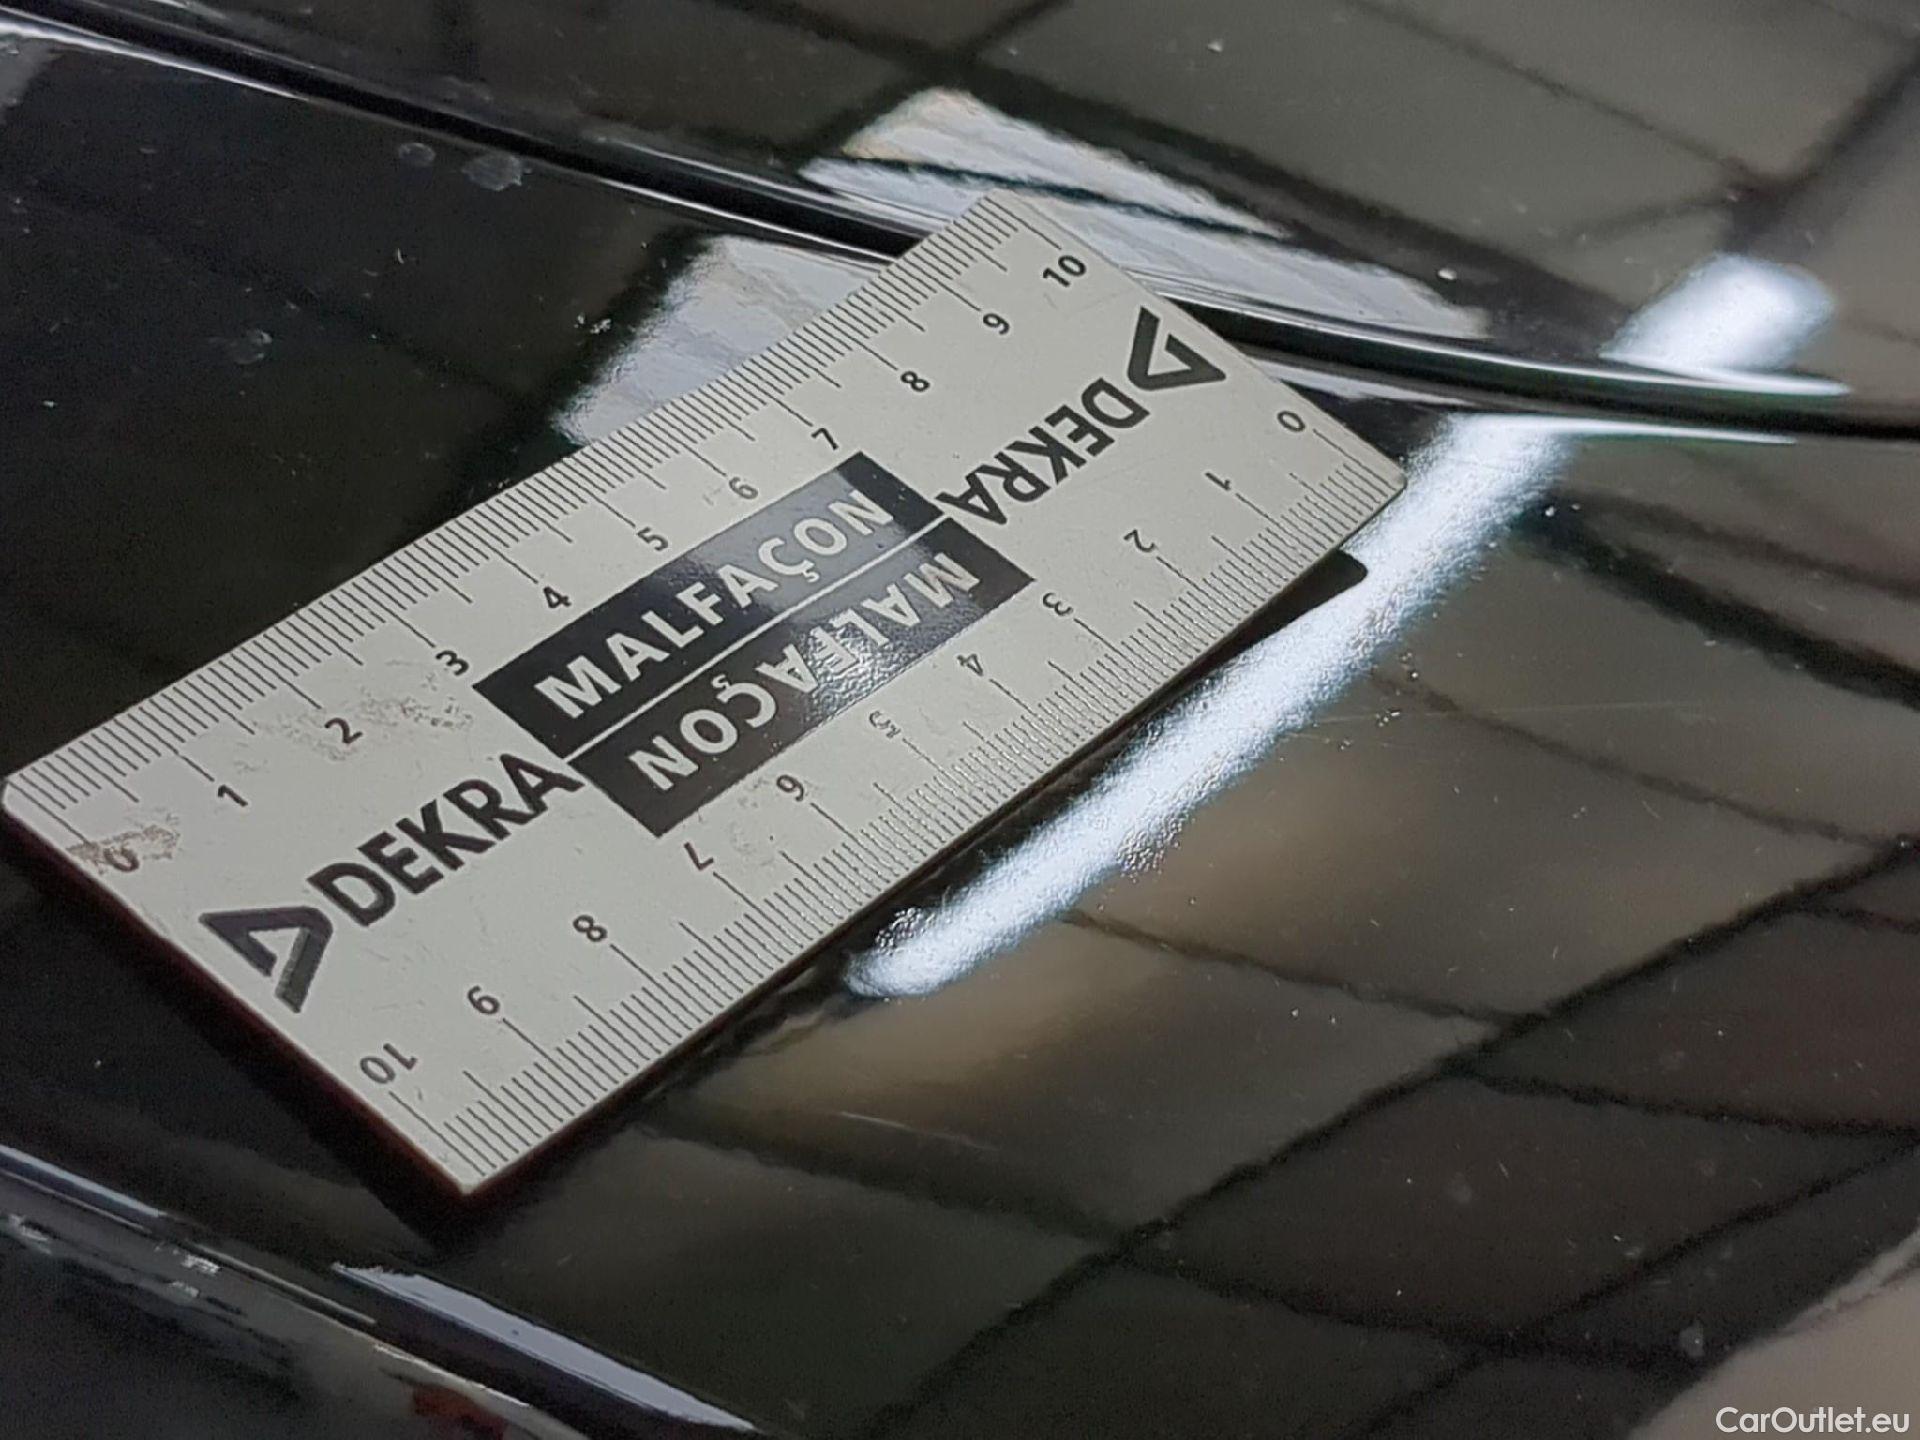 0 1 2 3 4 5 6 7 8 9 10
DEKRA
MALFAÇON
MALFAÇON
DEKRA
0 1 2 3 4 5 6 7 8 9 10
CarOutlet.eu